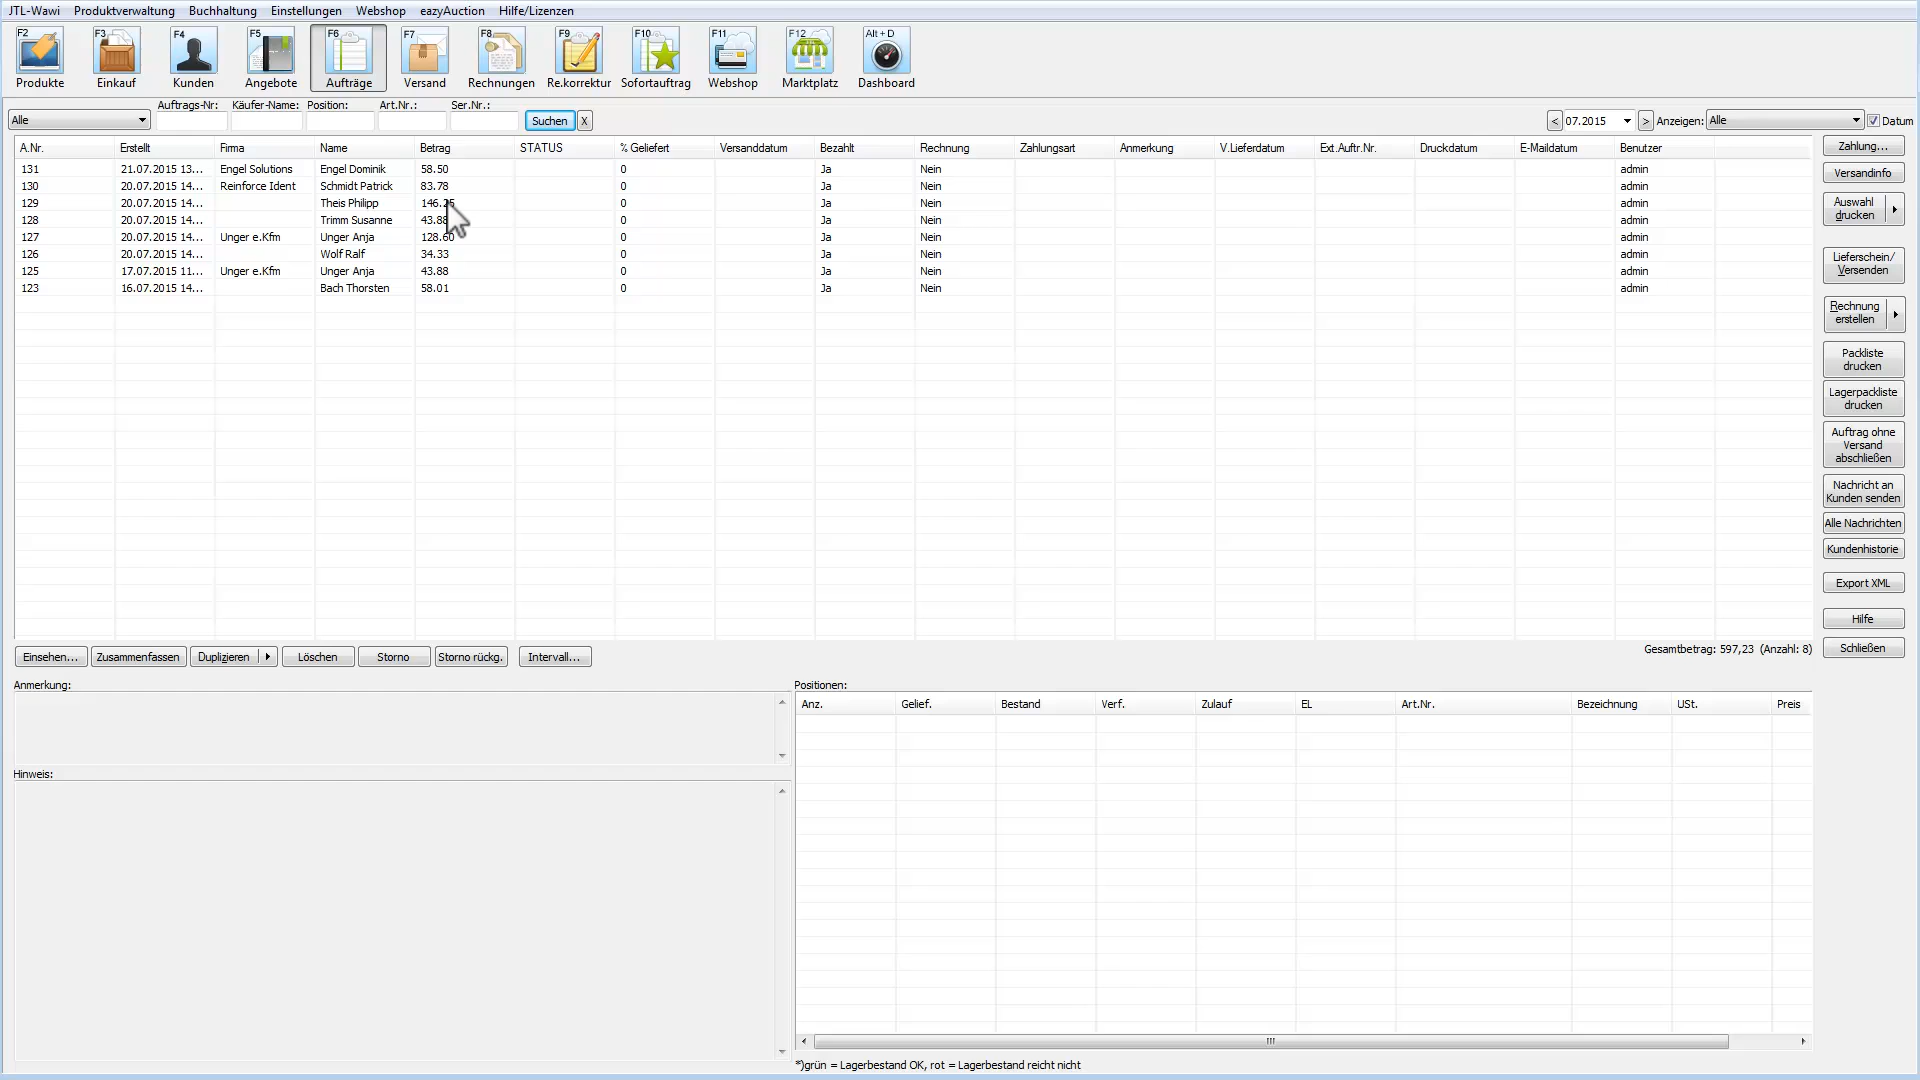 JTL-Wawi Produktverwaltung Buchhaltung Einstellungen Webshop eazyAuction Hilfe/Lizenzen
F2 F3 F4 F5 F6 F7 F8 F9 F10 F11 F12 Alt + D
Produkte Einkauf Kunden Angebote Aufträge Versand Rechnungen Re.korrektur Sofortauftrag Webshop Marktplatz Dashboard
Auftrags-Nr: Käufer-Name: Position: Art.Nr.: Ser.Nr.:
Alle Suchen X < 07.2015 > Anzeigen: Alle Datum
A.Nr. Erstellt Firma Name Betrag STATUS % Geliefert Versanddatum Bezahlt Rechnung Zahlungsart Anmerkung V.Lieferdatum Ext.Auftr.Nr. Druckdatum E-Maildatum Benutzer
131 21.07.2015 13... Engel Solutions Engel Dominik 58.50 0 Ja Nein admin
130 20.07.2015 14... Reinforce Ident Schmidt Patrick 83.78 0 Ja Nein admin
129 20.07.2015 14... Theis Philipp 146.25 0 Ja Nein admin
128 20.07.2015 14... Trimm Susanne 43.88 0 Ja Nein admin
127 20.07.2015 14... Unger e.Kfm Unger Anja 128.60 0 Ja Nein admin
126 20.07.2015 14... Wolf Ralf 34.33 0 Ja Nein admin
125 17.07.2015 11... Unger e.Kfm Unger Anja 43.88 0 Ja Nein admin
123 16.07.2015 14... Bach Thorsten 58.01 0 Ja Nein admin
Zahlung...
Versandinfo
Auswahl
drucken
Lieferschein/
Versenden
Rechnung
erstellen
Packliste
drucken
Lagerpackliste
drucken
Auftrag ohne
Versand
abschließen
Nachricht an
Kunden senden
Alle Nachrichten
Kundenhistorie
Export XML
Hilfe
Schließen
Einsehen... Zusammenfassen Duplizieren Löschen Storno Storno rückg. Intervall... Gesamtbetrag: 597,23 (Anzahl: 8)
Anmerkung:
Hinweis:
Positionen:
Anz. Gelief. Bestand Verf. Zulauf EL Art.Nr. Bezeichnung USt. Preis
*)grün = Lagerbestand OK, rot = Lagerbestand reicht nicht